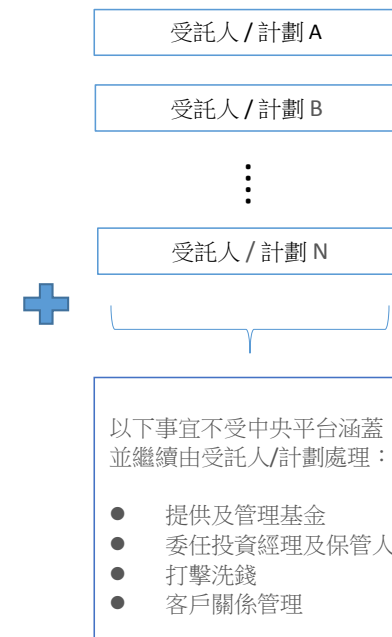 受託人 / 計劃 A
受託人 / 計劃 B
受託人 / 計劃 N
以下事宜不受中央平台涵蓋
並繼續由受託人/計劃處理：
● 提供及管理基金
● 委任投資經理及保管人
● 打擊洗錢
● 客戶關係管理